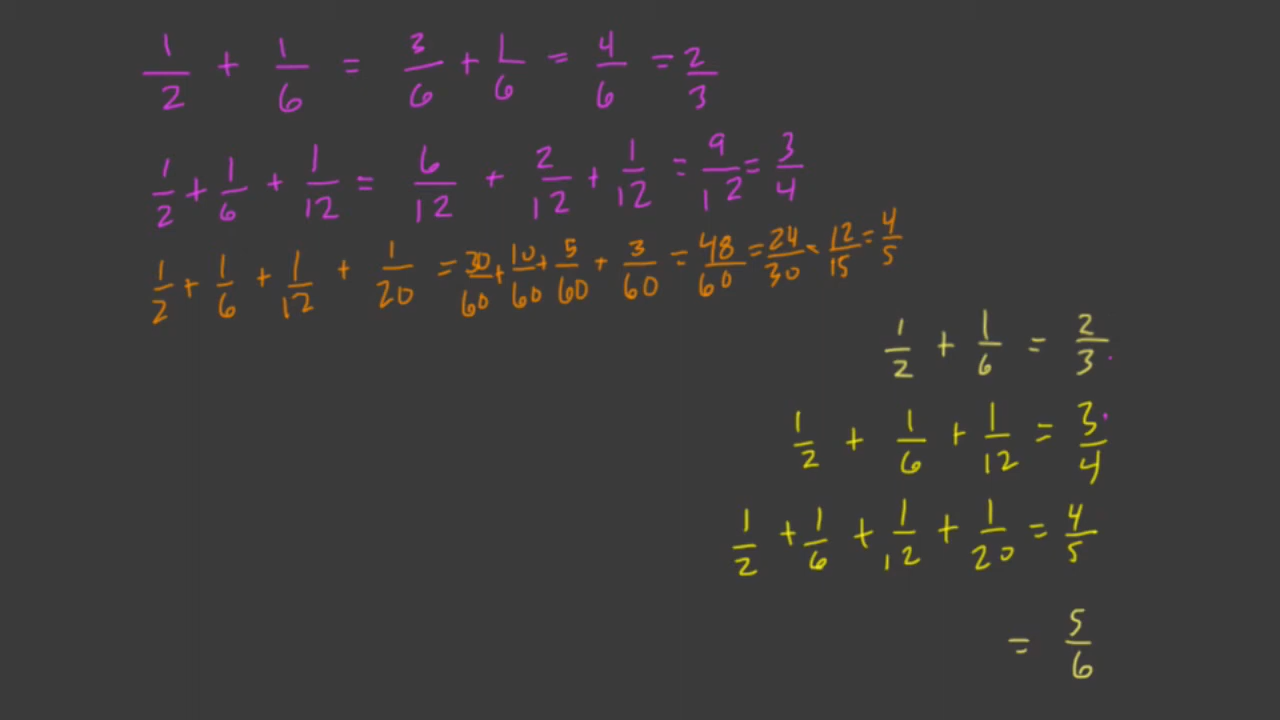 1/2 + 1/6 = 3/6 + 1/6 = 4/6 = 2/3
1/2 + 1/6 + 1/12 = 6/12 + 2/12 + 1/12 = 9/12 = 3/4
1/2 + 1/6 + 1/12 + 1/20 = 30/60 + 10/60 + 5/60 + 3/60 = 48/60 = 24/30 = 12/15 = 4/5
1/2 + 1/6 = 2/3
1/2 + 1/6 + 1/12 = 3/4
1/2 + 1/6 + 1/12 + 1/20 = 4/5
= 5/6